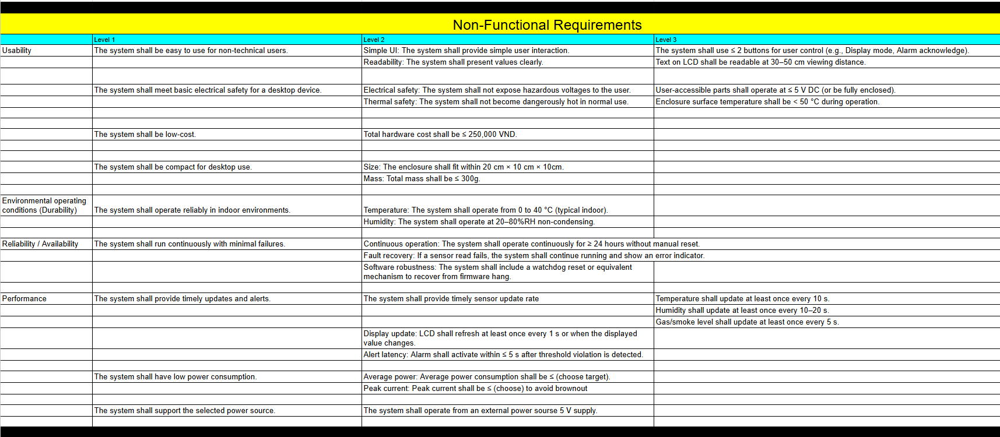 Non-Functional Requirements
Level 1 Level 2 Level 3
Usability The system shall be easy to use for non-technical users. Simple UI: The system shall provide simple user interaction. The system shall use ≤ 2 buttons for user control (e.g., Display mode, Alarm acknowledge).
Readability: The system shall present values clearly. Text on LCD shall be readable at 30–50 cm viewing distance.
The system shall meet basic electrical safety for a desktop device. Electrical safety: The system shall not expose hazardous voltages to the user. User-accessible parts shall operate at ≤ 5 V DC (or be fully enclosed).
Thermal safety: The system shall not become dangerously hot in normal use. Enclosure surface temperature shall be < 50 °C during operation.
The system shall be low-cost. Total hardware cost shall be ≤ 250,000 VND.
The system shall be compact for desktop use. Size: The enclosure shall fit within 20 cm × 10 cm × 10cm.
Mass: Total mass shall be ≤ 300g.
Environmental operating
conditions (Durability) The system shall operate reliably in indoor environments. Temperature: The system shall operate from 0 to 40 °C (typical indoor).
Humidity: The system shall operate at 20–80%RH non-condensing.
Reliability / Availability The system shall run continuously with minimal failures. Continuous operation: The system shall operate continuously for ≥ 24 hours without manual reset.
Fault recovery: If a sensor read fails, the system shall continue running and show an error indicator.
Software robustness: The system shall include a watchdog reset or equivalent
mechanism to recover from firmware hang.
Performance The system shall provide timely updates and alerts. The system shall provide timely sensor update rate Temperature shall update at least once every 10 s.
Humidity shall update at least once every 10–20 s.
Gas/smoke level shall update at least once every 5 s.
Display update: LCD shall refresh at least once every 1 s or when the displayed
value changes.
Alert latency: Alarm shall activate within ≤ 5 s after threshold violation is detected.
The system shall have low power consumption. Average power: Average power consumption shall be ≤ (choose target).
Peak current: Peak current shall be ≤ (choose) to avoid brownout
The system shall support the selected power source. The system shall operate from an external power sourse 5 V supply.